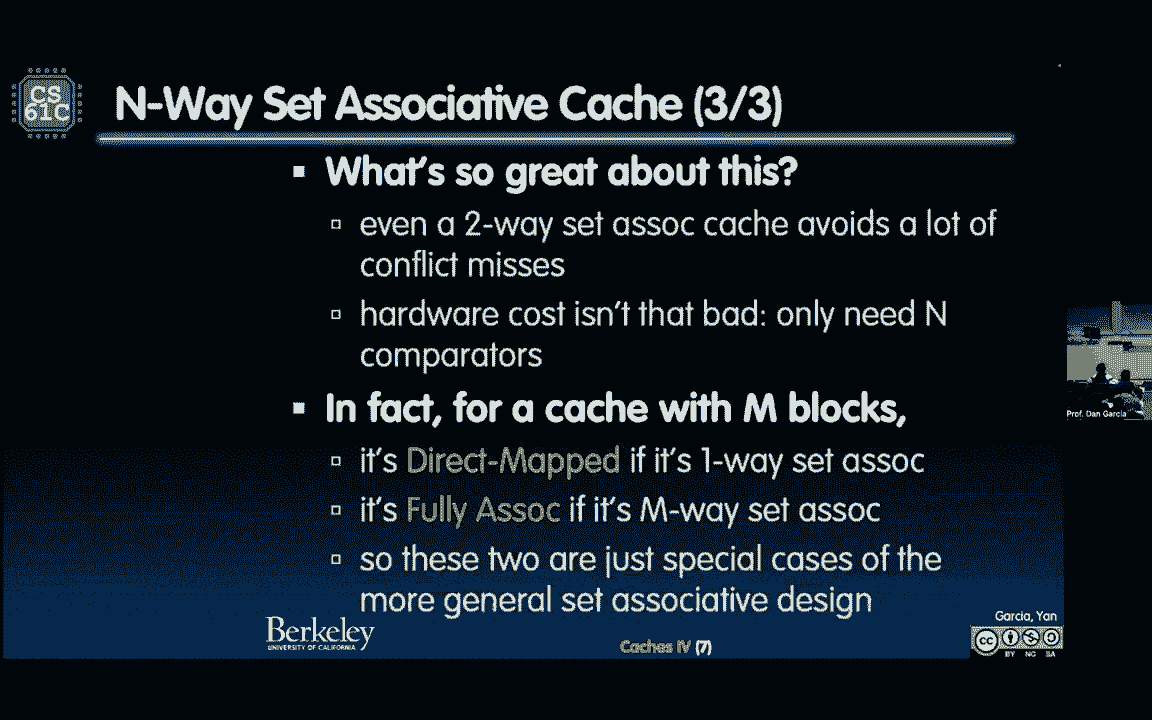 CS
61C
N-Way Set Associative Cache (3/3)
What's so great about this?
even a 2-way set assoc cache avoids a lot of
conflict misses
hardware cost isn't that bad: only need N
comparators
In fact, for a cache with M blocks,
it's Direct-Mapped if it's 1-way set assoc
it's Fully Assoc if it's M-way set assoc
so these two are just special cases of the
more general set associative design
Prof. Dan Garcia
Berkeley
UNIVERSITY OF CALIFORNIA
Caches IV (7)
Garcia, Yan
cc
BY NC SA